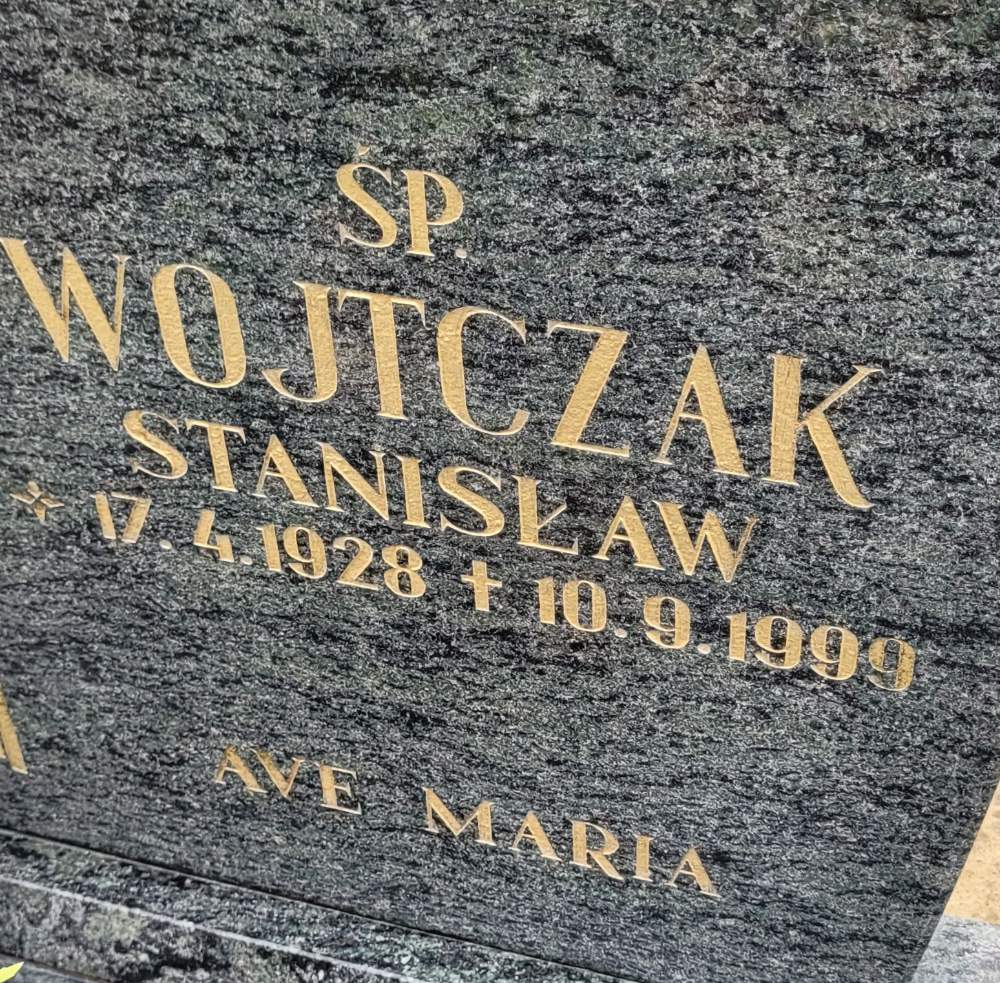 ŚP.
WOJTCZAK
STANISŁAW
☆ 17.4.1928 ✝ 10.9.1999
AVE MARIA